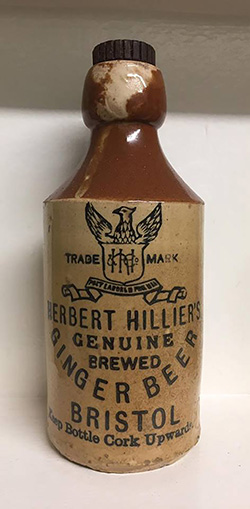 TRADE MARK
HERBERT HILLIER'S
GENUINE
BREWED
GINGER BEER
BRISTOL
Keep Bottle Cork Upwards.